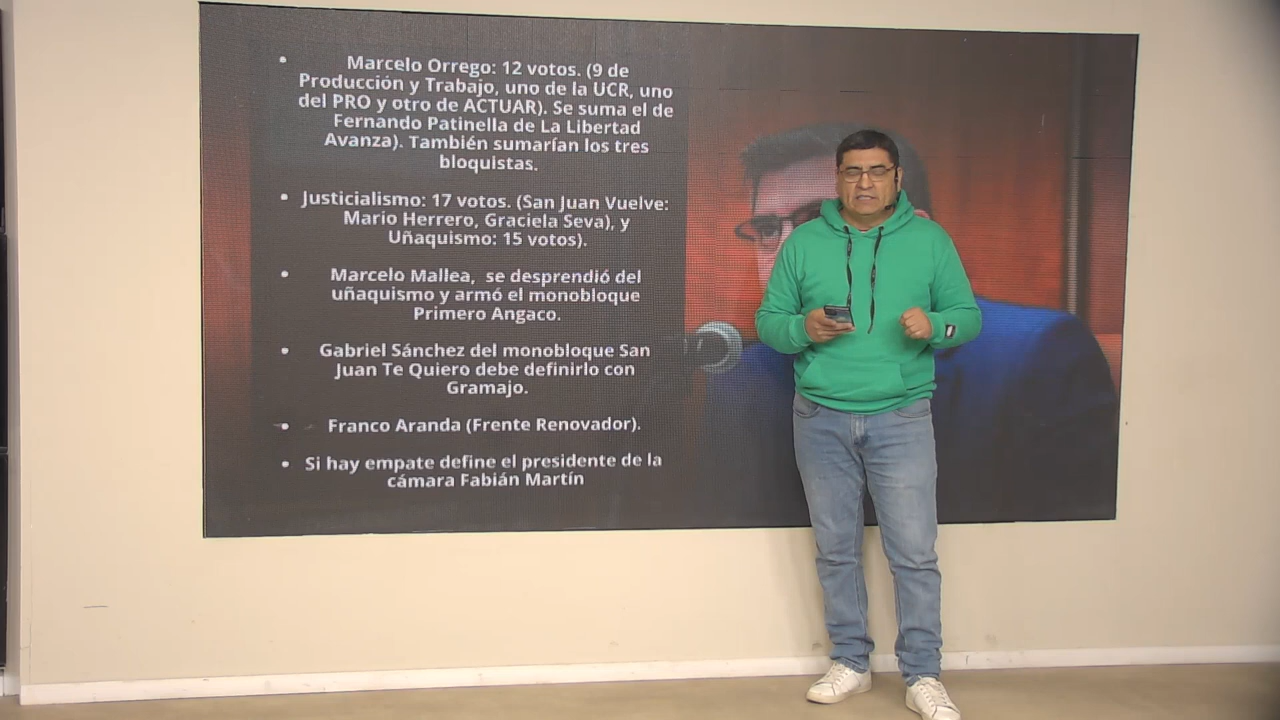 • Marcelo Orrego: 12 votos. (9 de
Producción y Trabajo, uno de la UCR, uno
del PRO y otro de ACTUAR). Se suma el de
Fernando Patinella de La Libertad
Avanza). También sumarían los tres
bloquistas.
• Justicialismo: 17 votos. (San Juan Vuelve:
Mario Herrero, Graciela Seva), y
Uñaquismo: 15 votos).
• Marcelo Mallea, se desprendió del
uñaquismo y armó el monobloque
Primero Angaco.
• Gabriel Sánchez del monobloque San
Juan Te Quiero debe definirlo con
Gramajo.
• Franco Aranda (Frente Renovador).
• Si hay empate define el presidente de la
cámara Fabián Martín